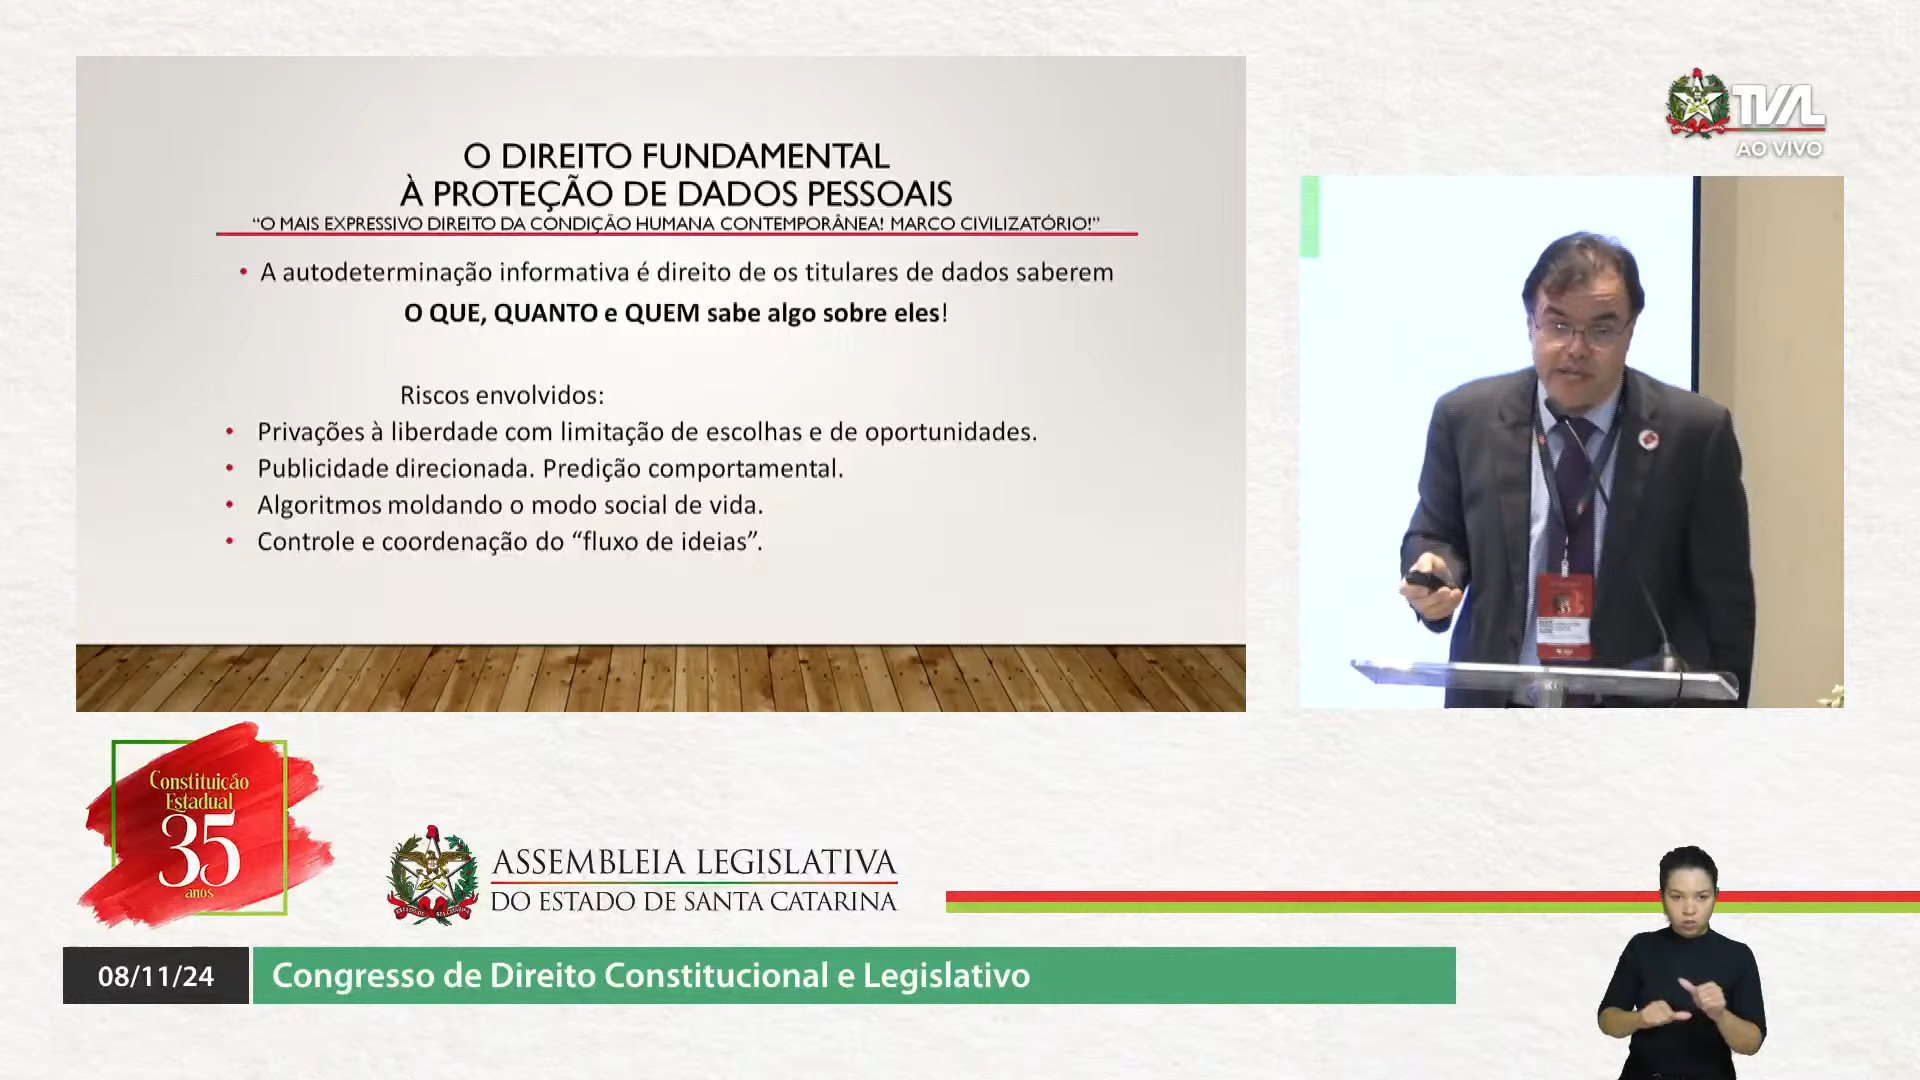 O DIREITO FUNDAMENTAL
À PROTEÇÃO DE DADOS PESSOAIS
“O MAIS EXPRESSIVO DIREITO DA CONDIÇÃO HUMANA CONTEMPORÂNEA! MARCO CIVILIZATÓRIO!”
• A autodeterminação informativa é direito de os titulares de dados saberem
O QUE, QUANTO e QUEM sabe algo sobre eles!
Riscos envolvidos:
• Privações à liberdade com limitação de escolhas e de oportunidades.
• Publicidade direcionada. Predição comportamental.
• Algoritmos moldando o modo social de vida.
• Controle e coordenação do “fluxo de ideias”.
TVAL
AO VIVO
Constituição
Estadual
35
anos
ASSEMBLEIA LEGISLATIVA
DO ESTADO DE SANTA CATARINA
08/11/24
Congresso de Direito Constitucional e Legislativo